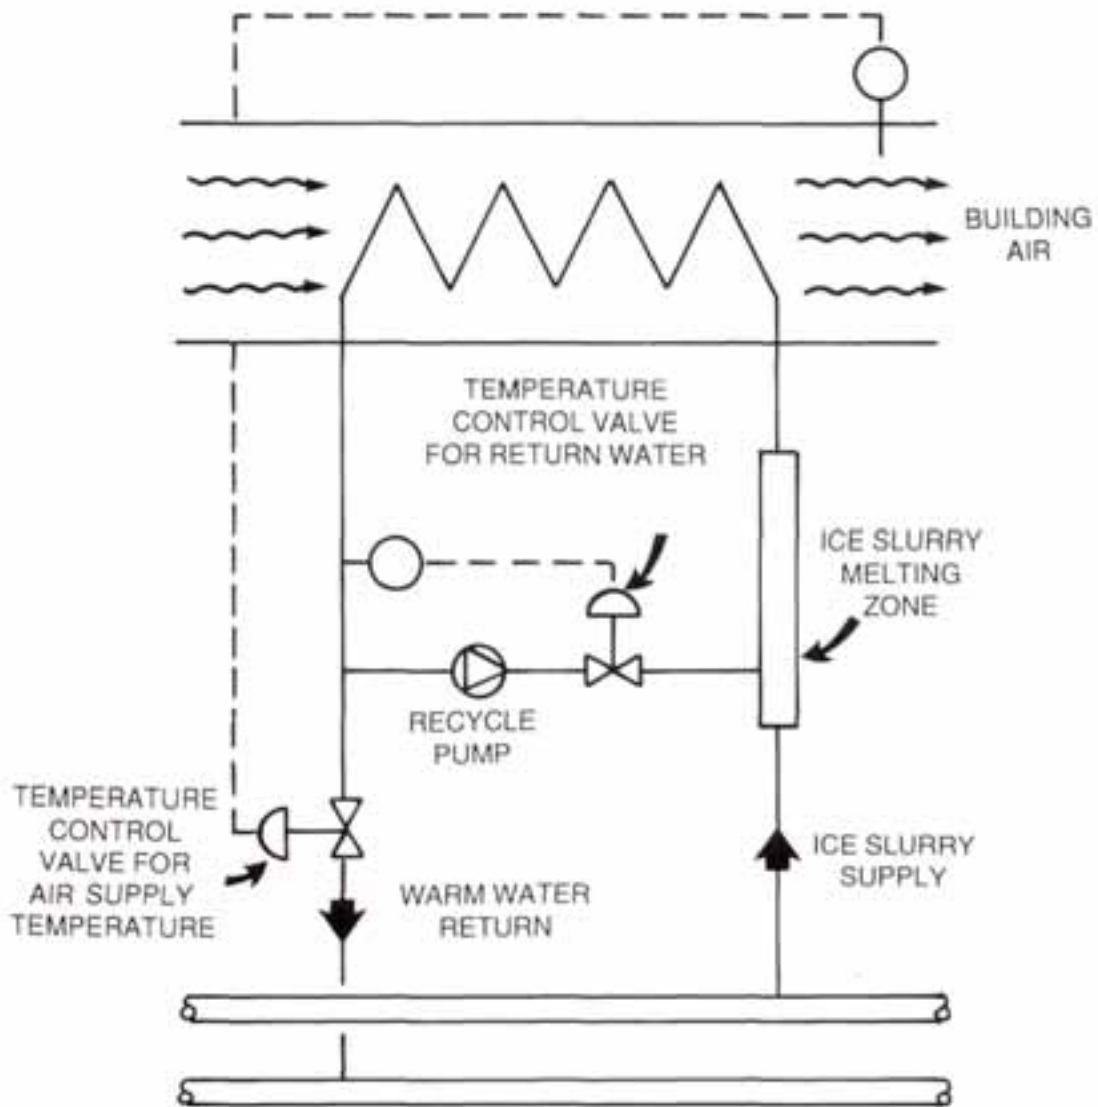 BUILDING
AIR
TEMPERATURE
CONTROL VALVE
FOR RETURN WATER
ICE SLURRY
MELTING
ZONE
RECYCLE
PUMP
TEMPERATURE
CONTROL
VALVE FOR
AIR SUPPLY
TEMPERATURE
ICE SLURRY
SUPPLY
WARM WATER
RETURN